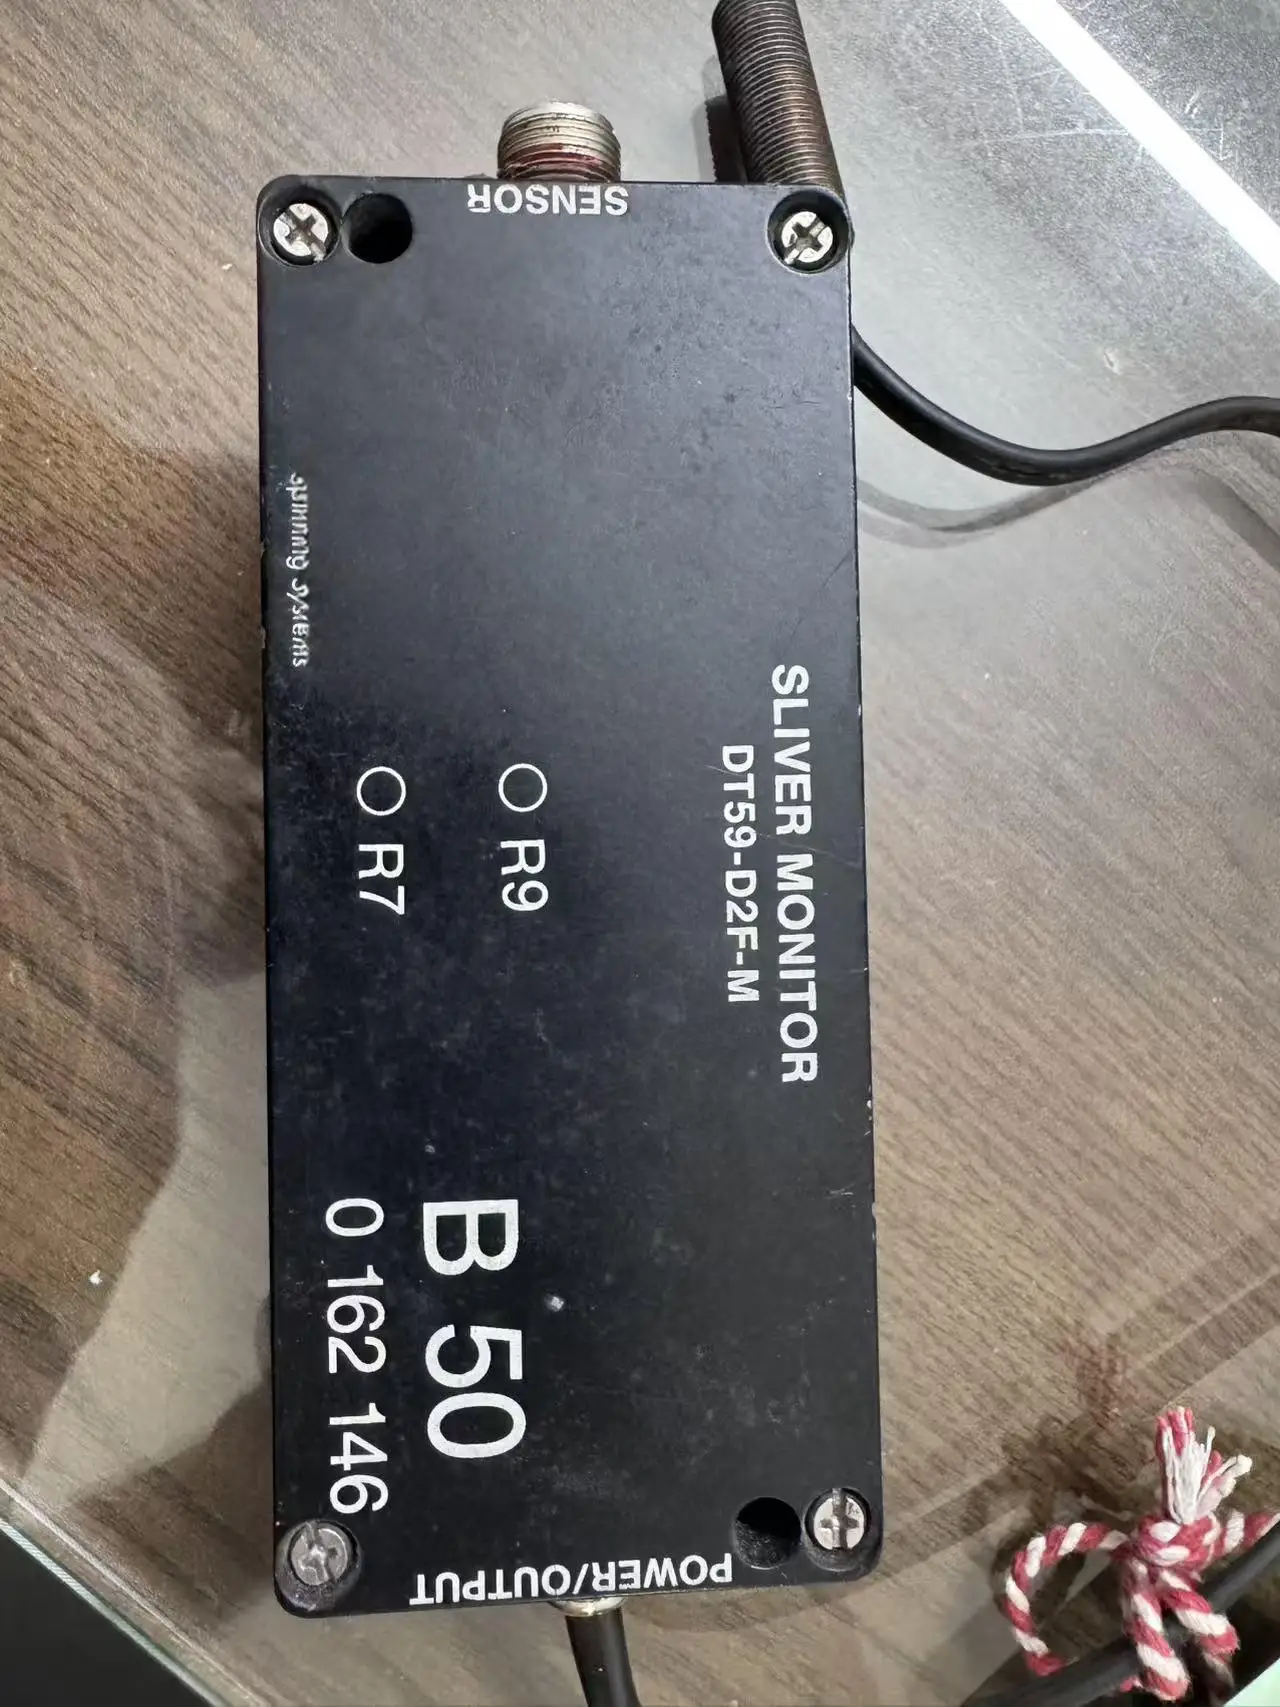 SENSOR
SLIVER MONITOR
DT59-D2F-M
R9
R7
Spinning Systems
B 50
0 162 146
POWER/OUTPUT